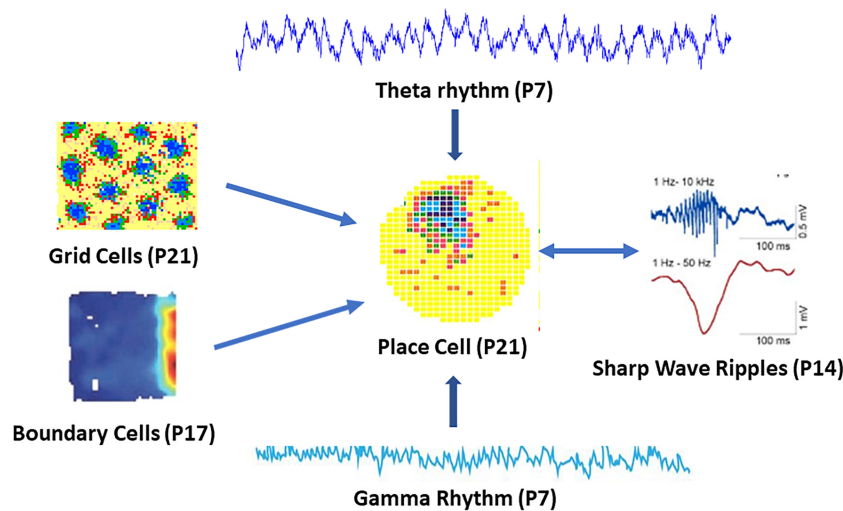 Theta rhythm (P7)
1 Hz- 10 kHz
0.5 mV
100 ms
Grid Cells (P21)
1 Hz - 50 Hz
1 mV
100 ms
Place Cell (P21)
Sharp Wave Ripples (P14)
Boundary Cells (P17)
Gamma Rhythm (P7)